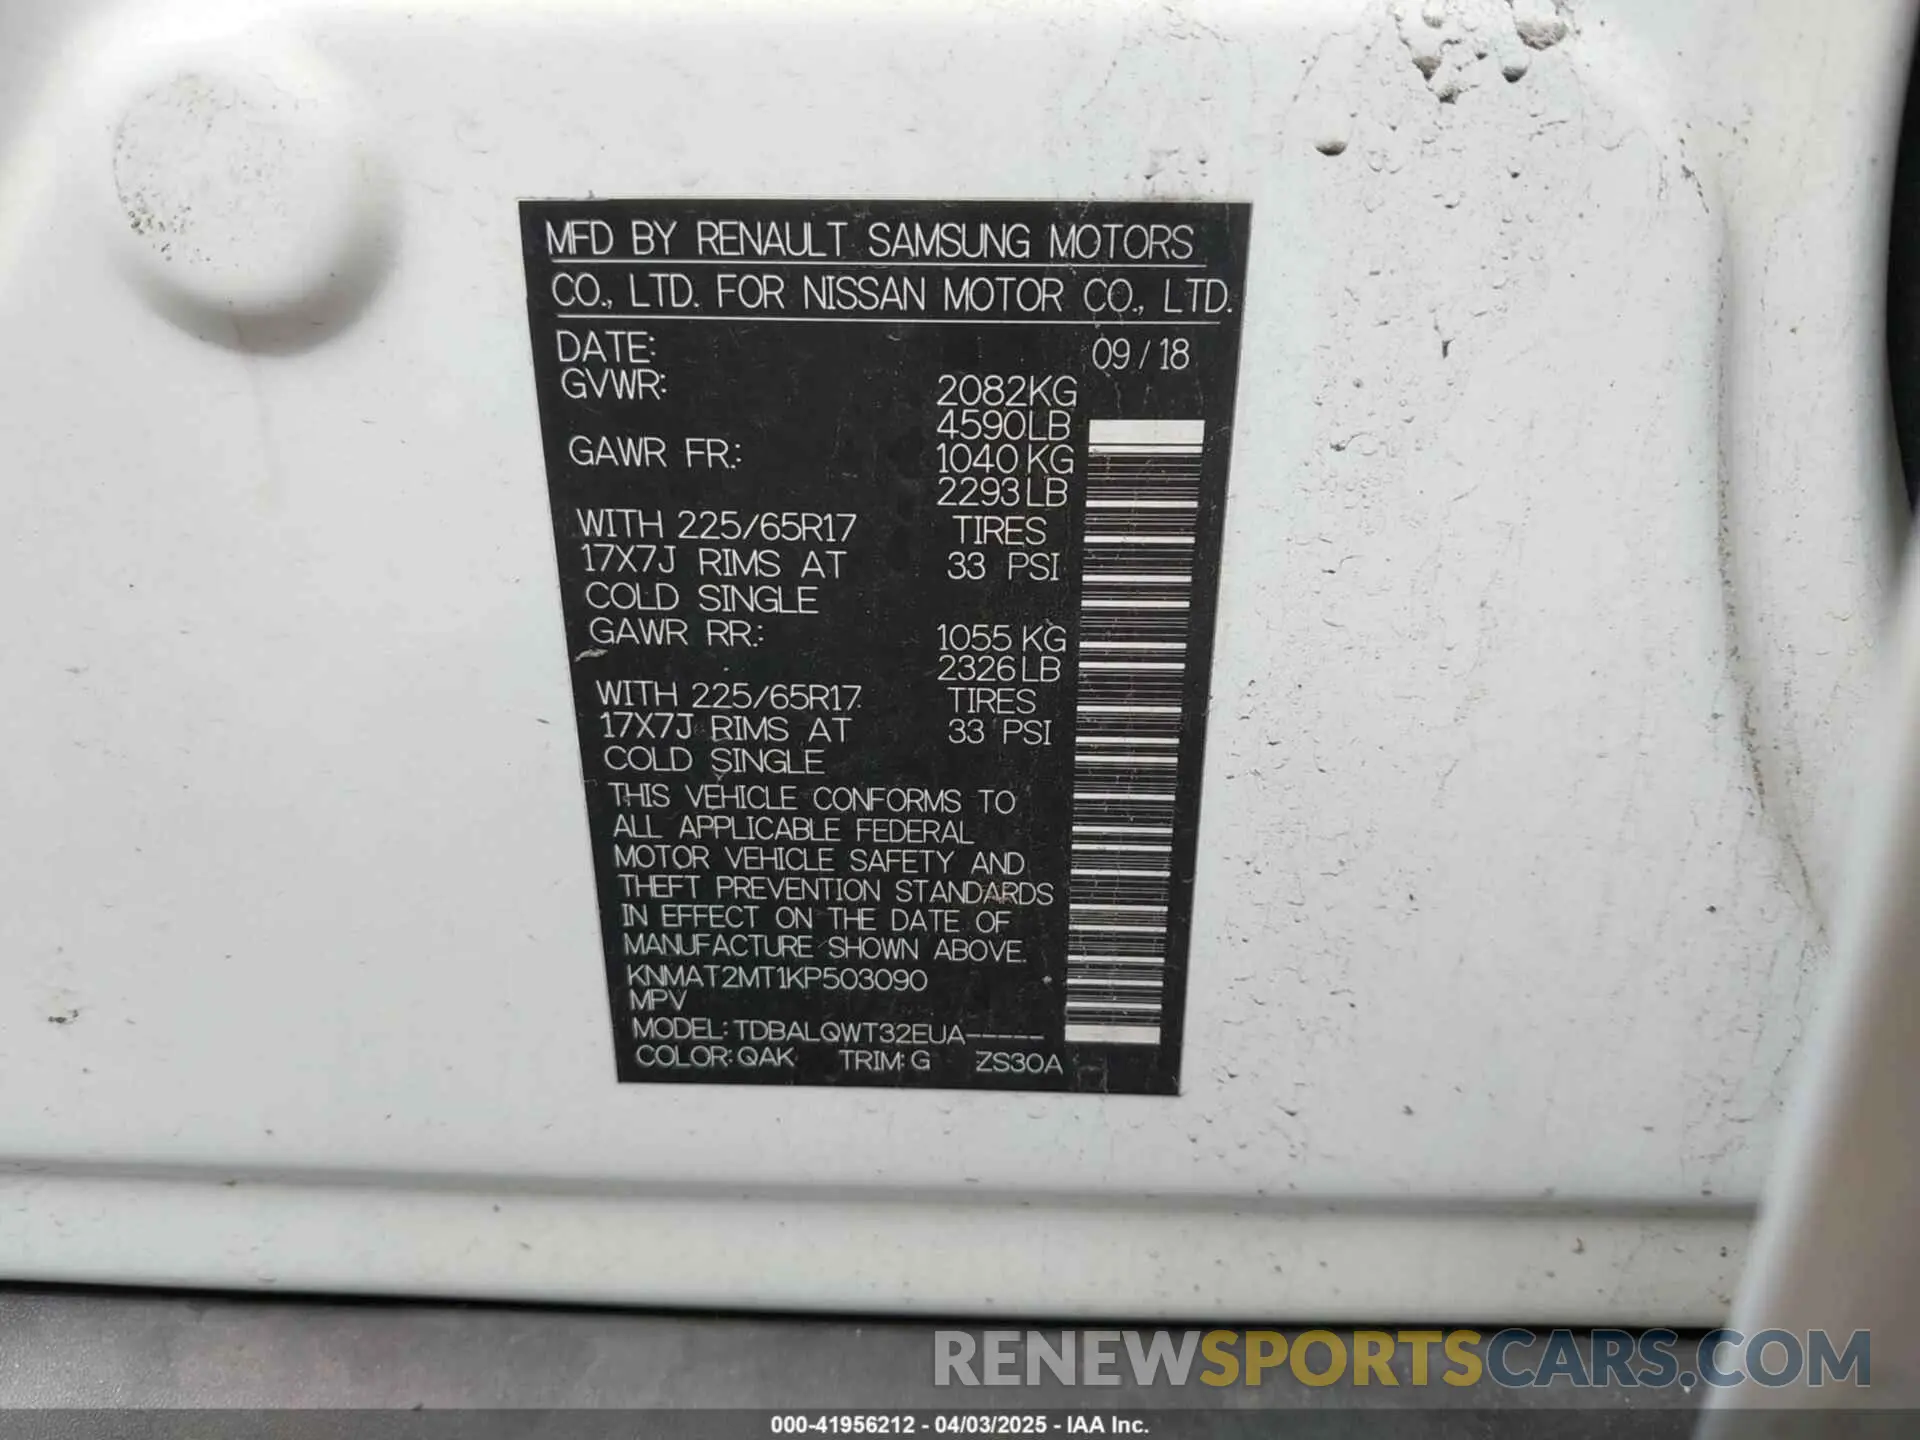 MFD BY RENAULT SAMSUNG MOTORS
CO., LTD. FOR NISSAN MOTOR CO., LTD.
DATE: 09 / 18
GVWR: 2082KG
4590LB
GAWR FR.: 1040 KG
2293LB
WITH 225/65R17 TIRES
17X7J RIMS AT 33 PSI
COLD SINGLE
GAWR RR.: 1055 KG
2326LB
WITH 225/65R17 TIRES
17X7J RIMS AT 33 PSI
COLD SINGLE
THIS VEHICLE CONFORMS TO
ALL APPLICABLE FEDERAL
MOTOR VEHICLE SAFETY AND
THEFT PREVENTION STANDARDS
IN EFFECT ON THE DATE OF
MANUFACTURE SHOWN ABOVE.
KNMAT2MT1KP503090
MPV
MODEL: TDBALQWT32EUA-----
COLOR: QAK TRIM: G ZS30A
RENEWSPORTSCARS.COM
000-41956212 - 04/03/2025 - IAA Inc.